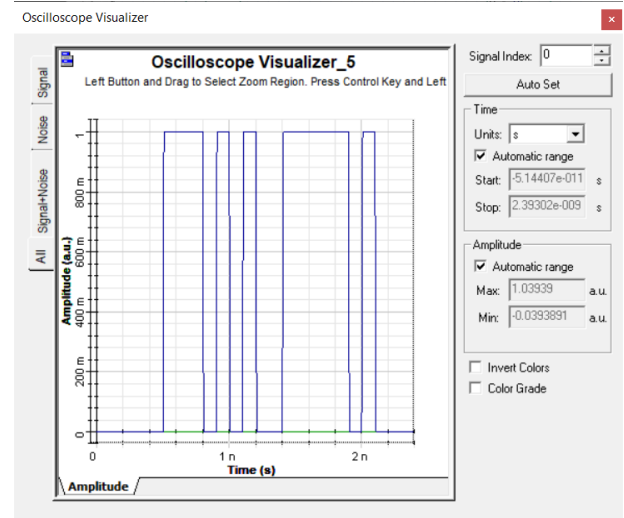 Oscilloscope Visualizer
Oscilloscope Visualizer_5
Left Button and Drag to Select Zoom Region. Press Control Key and Left
Signal
Noise
Signal+Noise
All
Amplitude (a.u.)
1
800 m
600 m
400 m
200 m
0
0
1 n
2 n
Time (s)
Amplitude
Signal Index: 0
Auto Set
Time
Units: s
Automatic range
Start: -5.14407e-011 s
Stop: 2.39302e-009 s
Amplitude
Automatic range
Max: 1.03939 a.u.
Min: -0.0393891 a.u.
Invert Colors
Color Grade